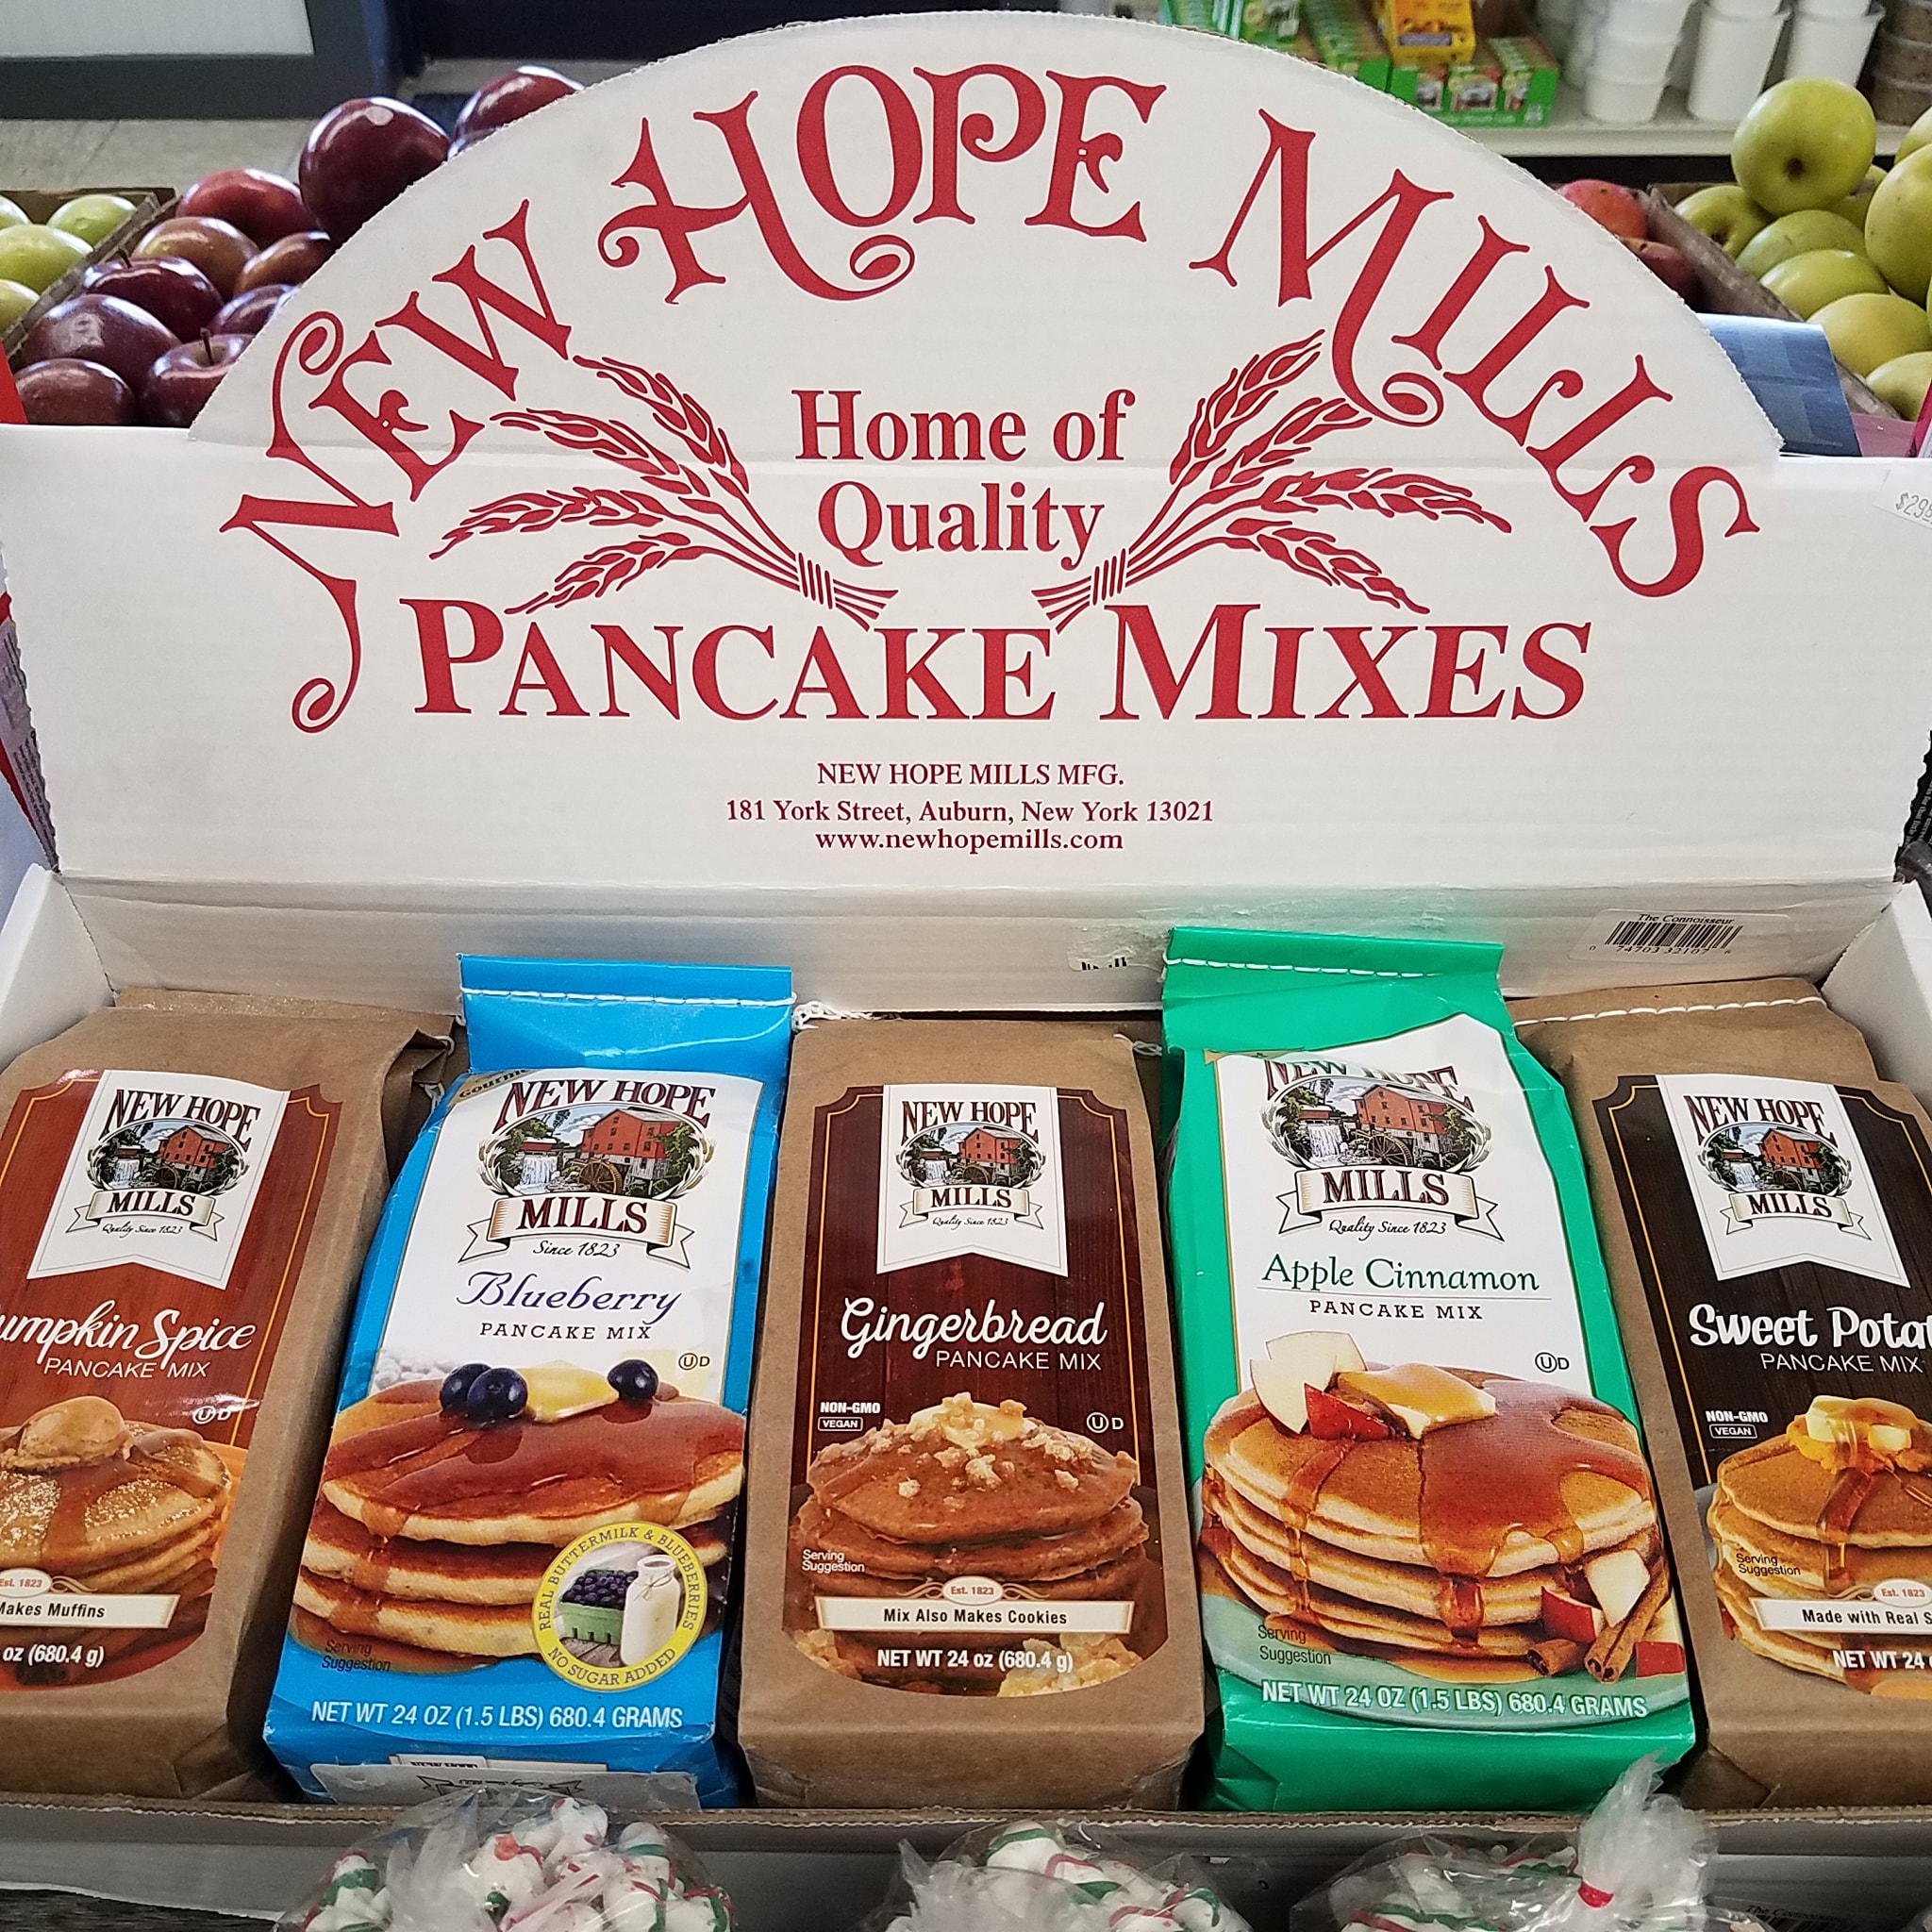 NEW HOPE MILLS
Home of
Quality
PANCAKE MIXES
NEW HOPE MILLS MFG.
181 York Street, Auburn, New York 13021
www.newhopemills.com
The Connoisseur
NEW HOPE
MILLS
Quality Since 1823
umpkin Spice
PANCAKE MIX
U D
Est. 1823
Makes Muffins
oz (680.4 g)
Gourme
NEW HOPE
MILLS
Since 1823
Blueberry
PANCAKE MIX
U D
REAL BUTTERMILK & BLUEBERRIES
NO SUGAR ADDED
Serving
Suggestion
NET WT 24 OZ (1.5 LBS) 680.4 GRAMS
NEW HOPE
MILLS
Quality Since 1823
Gingerbread
PANCAKE MIX
NON-GMO
VEGAN
U D
Serving
Suggestion
Est. 1823
Mix Also Makes Cookies
NET WT 24 oz (680.4 g)
NEW HOPE
MILLS
Quality Since 1823
Apple Cinnamon
PANCAKE MIX
U D
Serving
Suggestion
NET WT 24 OZ (1.5 LBS) 680.4 GRAMS
NEW HOPE
MILLS
Sweet Potat
PANCAKE MIX
NON-GMO
VEGAN
Serving
Suggestion
Est. 1823
Made with Real S
NET WT 24